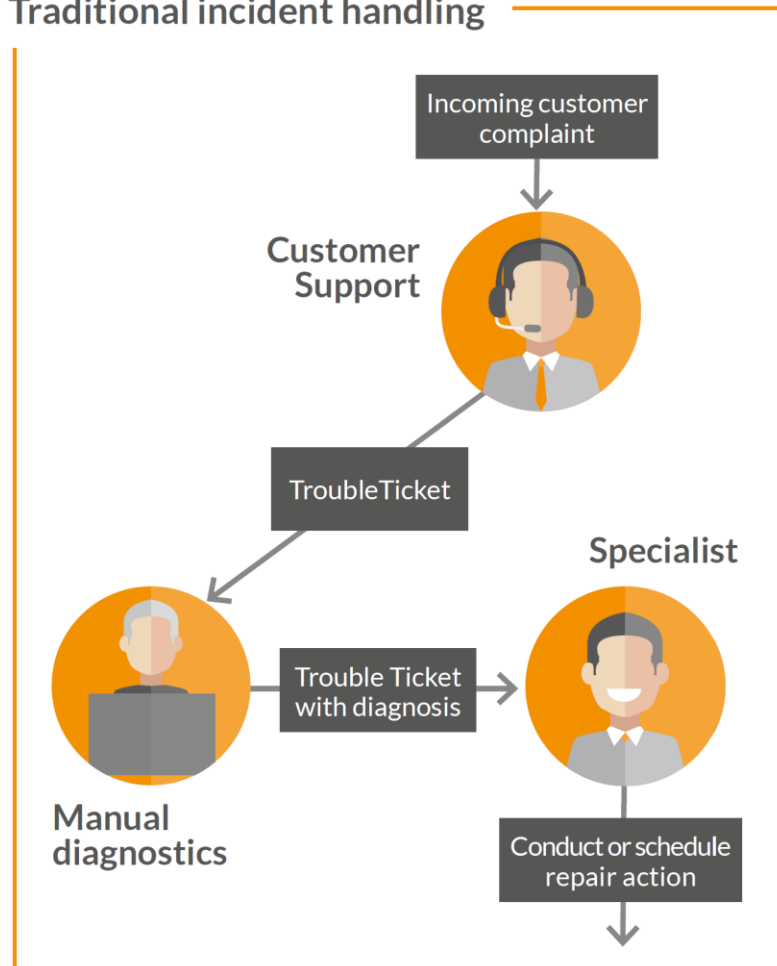 Traditional incident handling
Incoming customer
complaint
Customer
Support
TroubleTicket
Specialist
Trouble Ticket
with diagnosis
Manual
diagnostics
Conduct or schedule
repair action